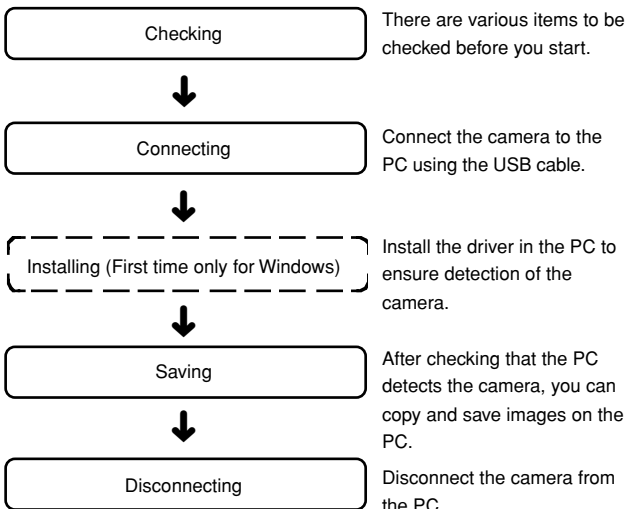 Checking
There are various items to be
checked before you start.
Connecting
Connect the camera to the
PC using the USB cable.
Installing (First time only for Windows)
Install the driver in the PC to
ensure detection of the
camera.
Saving
After checking that the PC
detects the camera, you can
copy and save images on the
PC.
Disconnecting
Disconnect the camera from
the PC